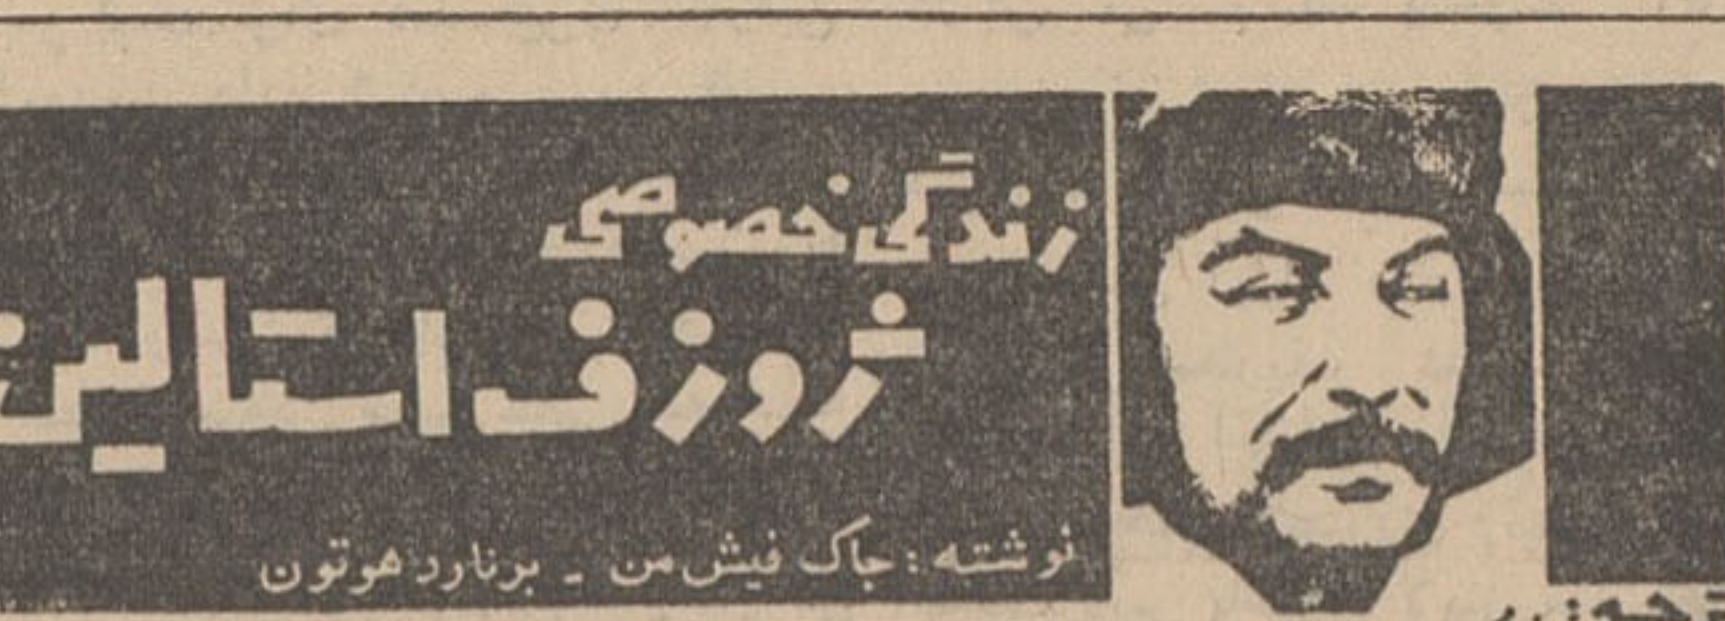 زندگی خصوصی
ژوزف استالین
نوشته : جاک فیش من - برنارد هوتون